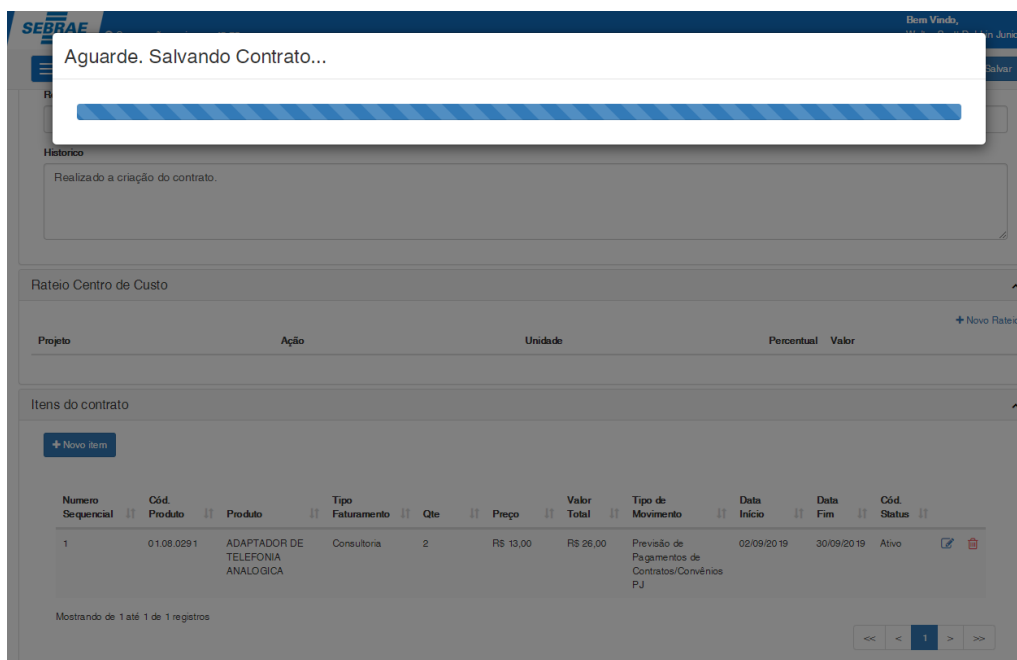 SEBRAE
Bem Vindo,
Aguarde. Salvando Contrato...
Salvar
Historico
Realizado a criação do contrato.
Rateio Centro de Custo
Novo Rateio
Projeto Ação Unidade Percentual Valor
Itens do contrato
Novo item
Numero Sequencial Cód. Produto Produto Tipo Faturamento Qte Preço Valor Total Tipo de Movimento Data Início Data Fim Cód. Status
1 01.08.0291 ADAPTADOR DE TELEFONIA ANALOGICA Consultoria 2 R$ 13,00 R$ 26,00 Previsão de Pagamentos de Contratos/Convênios PJ 02/09/2019 30/09/2019 Ativo
Mostrando de 1 até 1 de 1 registros
<< < 1 > >>